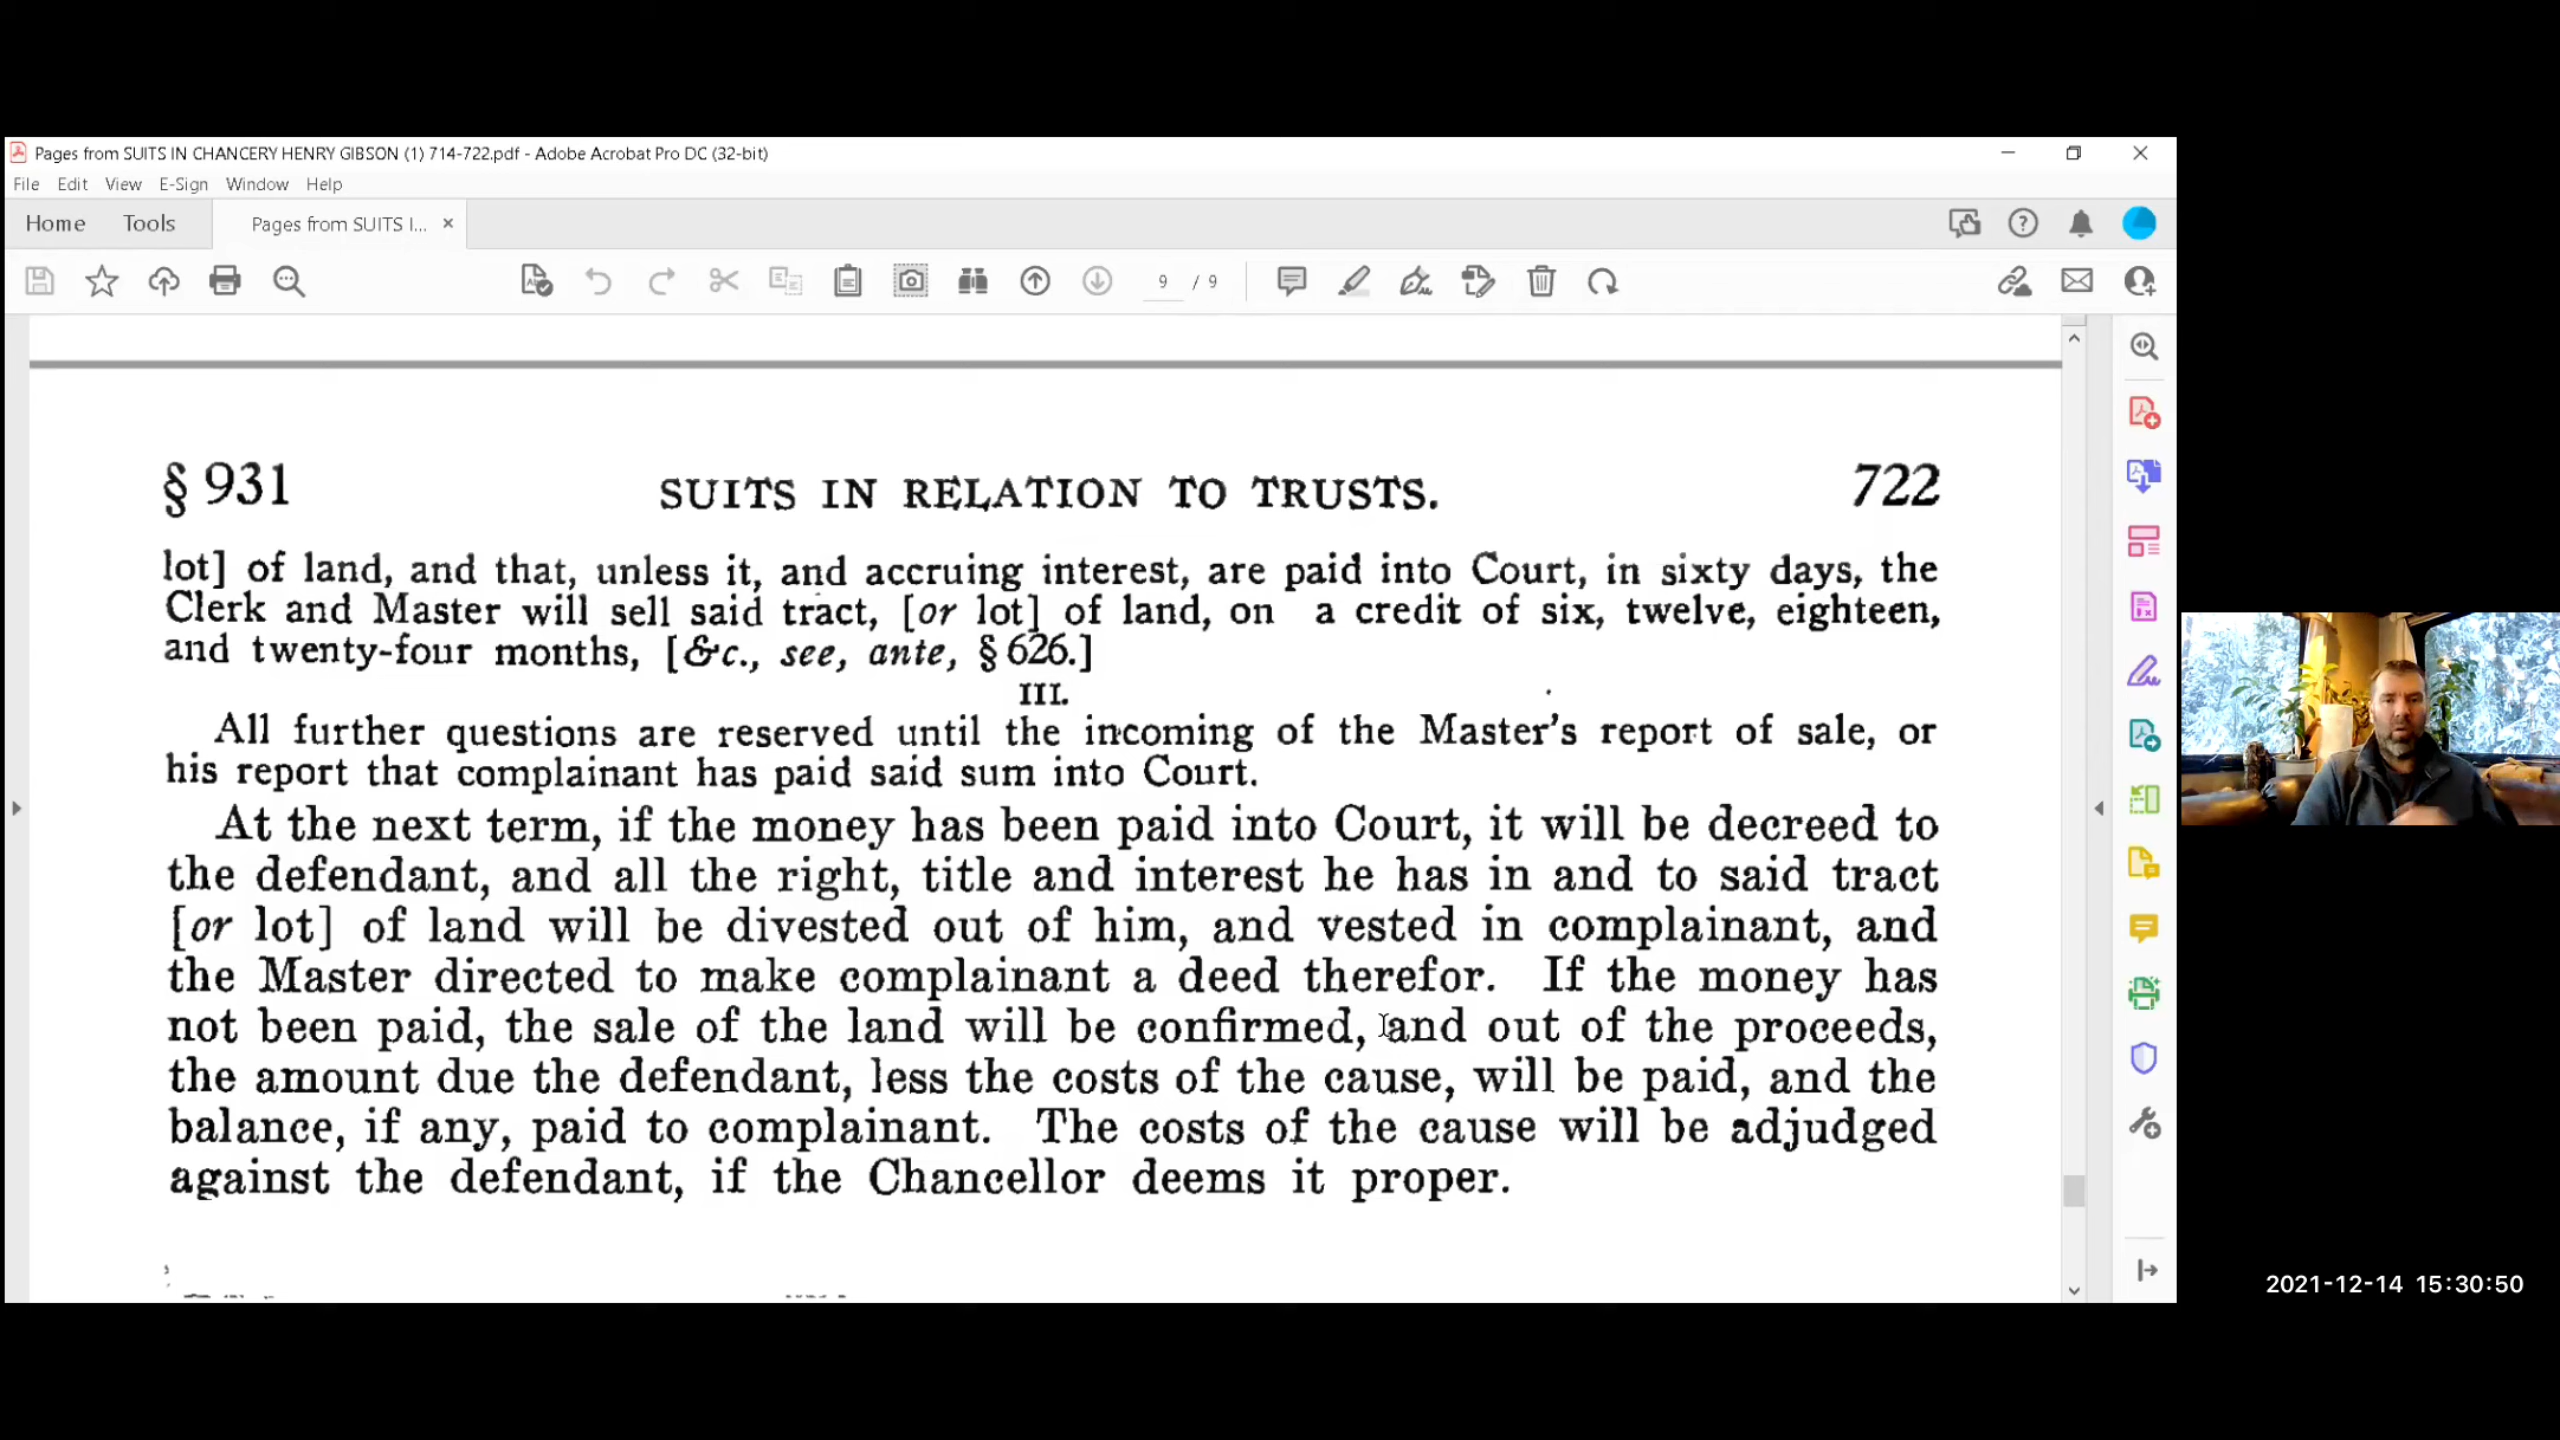 Pages from SUITS IN CHANCERY HENRY GIBSON (1) 714-722.pdf - Adobe Acrobat Pro DC (32-bit)
File Edit View E-Sign Window Help
Home Tools Pages from SUITS I... ×
9 / 9
§ 931 SUITS IN RELATION TO TRUSTS. 722
lot] of land, and that, unless it, and accruing interest, are paid into Court, in sixty days, the
Clerk and Master will sell said tract, [or lot] of land, on a credit of six, twelve, eighteen,
and twenty-four months, [&c., see, ante, § 626.]
III.
All further questions are reserved until the incoming of the Master's report of sale, or
his report that complainant has paid said sum into Court.
At the next term, if the money has been paid into Court, it will be decreed to
the defendant, and all the right, title and interest he has in and to said tract
[or lot] of land will be divested out of him, and vested in complainant, and
the Master directed to make complainant a deed therefor. If the money has
not been paid, the sale of the land will be confirmed, and out of the proceeds,
the amount due the defendant, less the costs of the cause, will be paid, and the
balance, if any, paid to complainant. The costs of the cause will be adjudged
against the defendant, if the Chancellor deems it proper.
2021-12-14 15:30:50